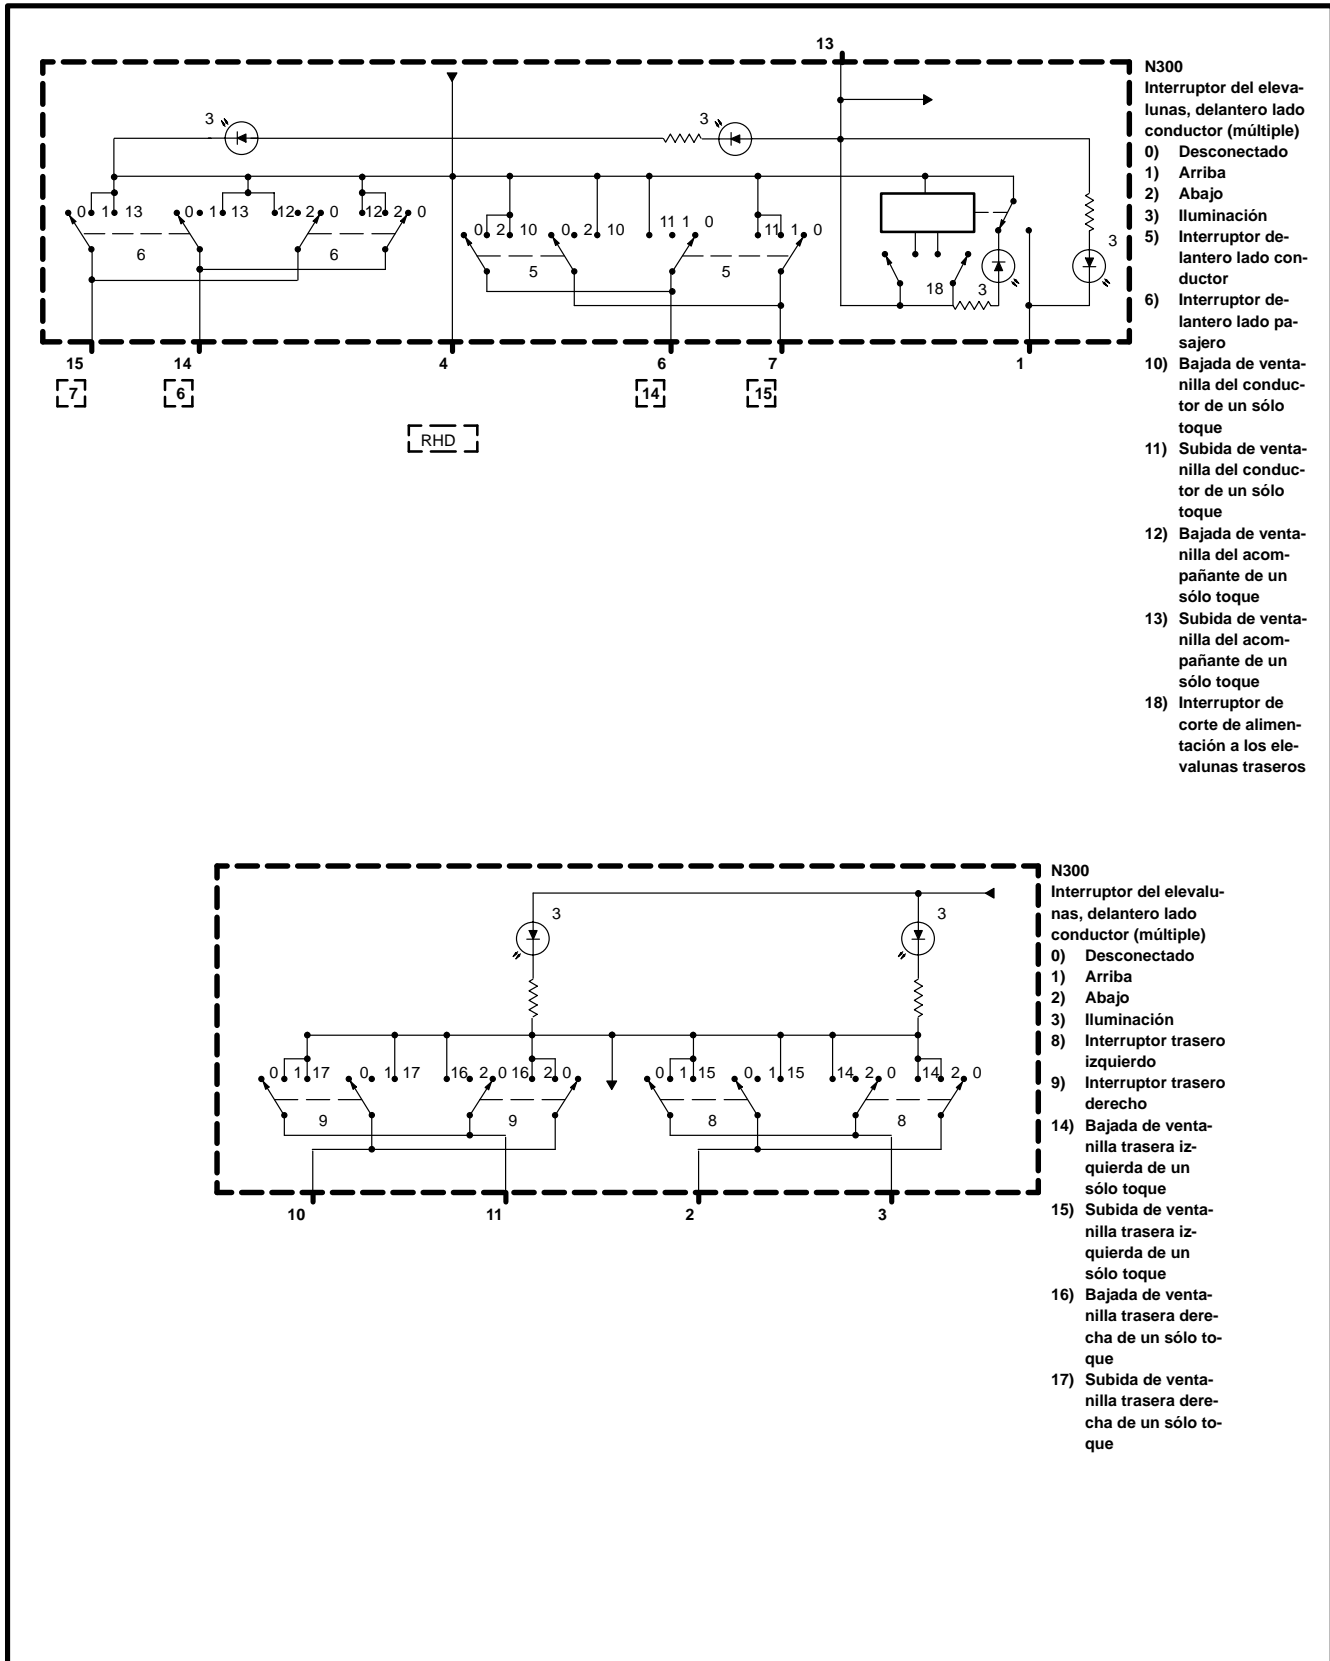 13
3
3
0 1 13 0 1 13 12 2 0 12 2 0
0 2 10 0 2 10 11 1 0 11 1 0
6 6 5 5 18 3 3
15 14 4 6 7 1
7 6 14 15
RHD
N300
Interruptor del eleva-
lunas, delantero lado
conductor (múltiple)
0) Desconectado
1) Arriba
2) Abajo
3) Iluminación
5) Interruptor de-
lantero lado con-
ductor
6) Interruptor de-
lantero lado pa-
sajero
10) Bajada de venta-
nilla del conduc-
tor de un sólo
toque
11) Subida de venta-
nilla del conduc-
tor de un sólo
toque
12) Bajada de venta-
nilla del acom-
pañante de un
sólo toque
13) Subida de venta-
nilla del acom-
pañante de un
sólo toque
18) Interruptor de
corte de alimen-
tación a los ele-
valunas traseros
3 3
0 1 17 0 1 17 16 2 0 16 2 0 0 1 15 0 1 15 14 2 0 14 2 0
9 9 8 8
10 11 2 3
N300
Interruptor del elevalu-
nas, delantero lado
conductor (múltiple)
0) Desconectado
1) Arriba
2) Abajo
3) Iluminación
8) Interruptor trasero
izquierdo
9) Interruptor trasero
derecho
14) Bajada de venta-
nilla trasera iz-
quierda de un
sólo toque
15) Subida de venta-
nilla trasera iz-
quierda de un
sólo toque
16) Bajada de venta-
nilla trasera dere-
cha de un sólo to-
que
17) Subida de venta-
nilla trasera dere-
cha de un sólo to-
que